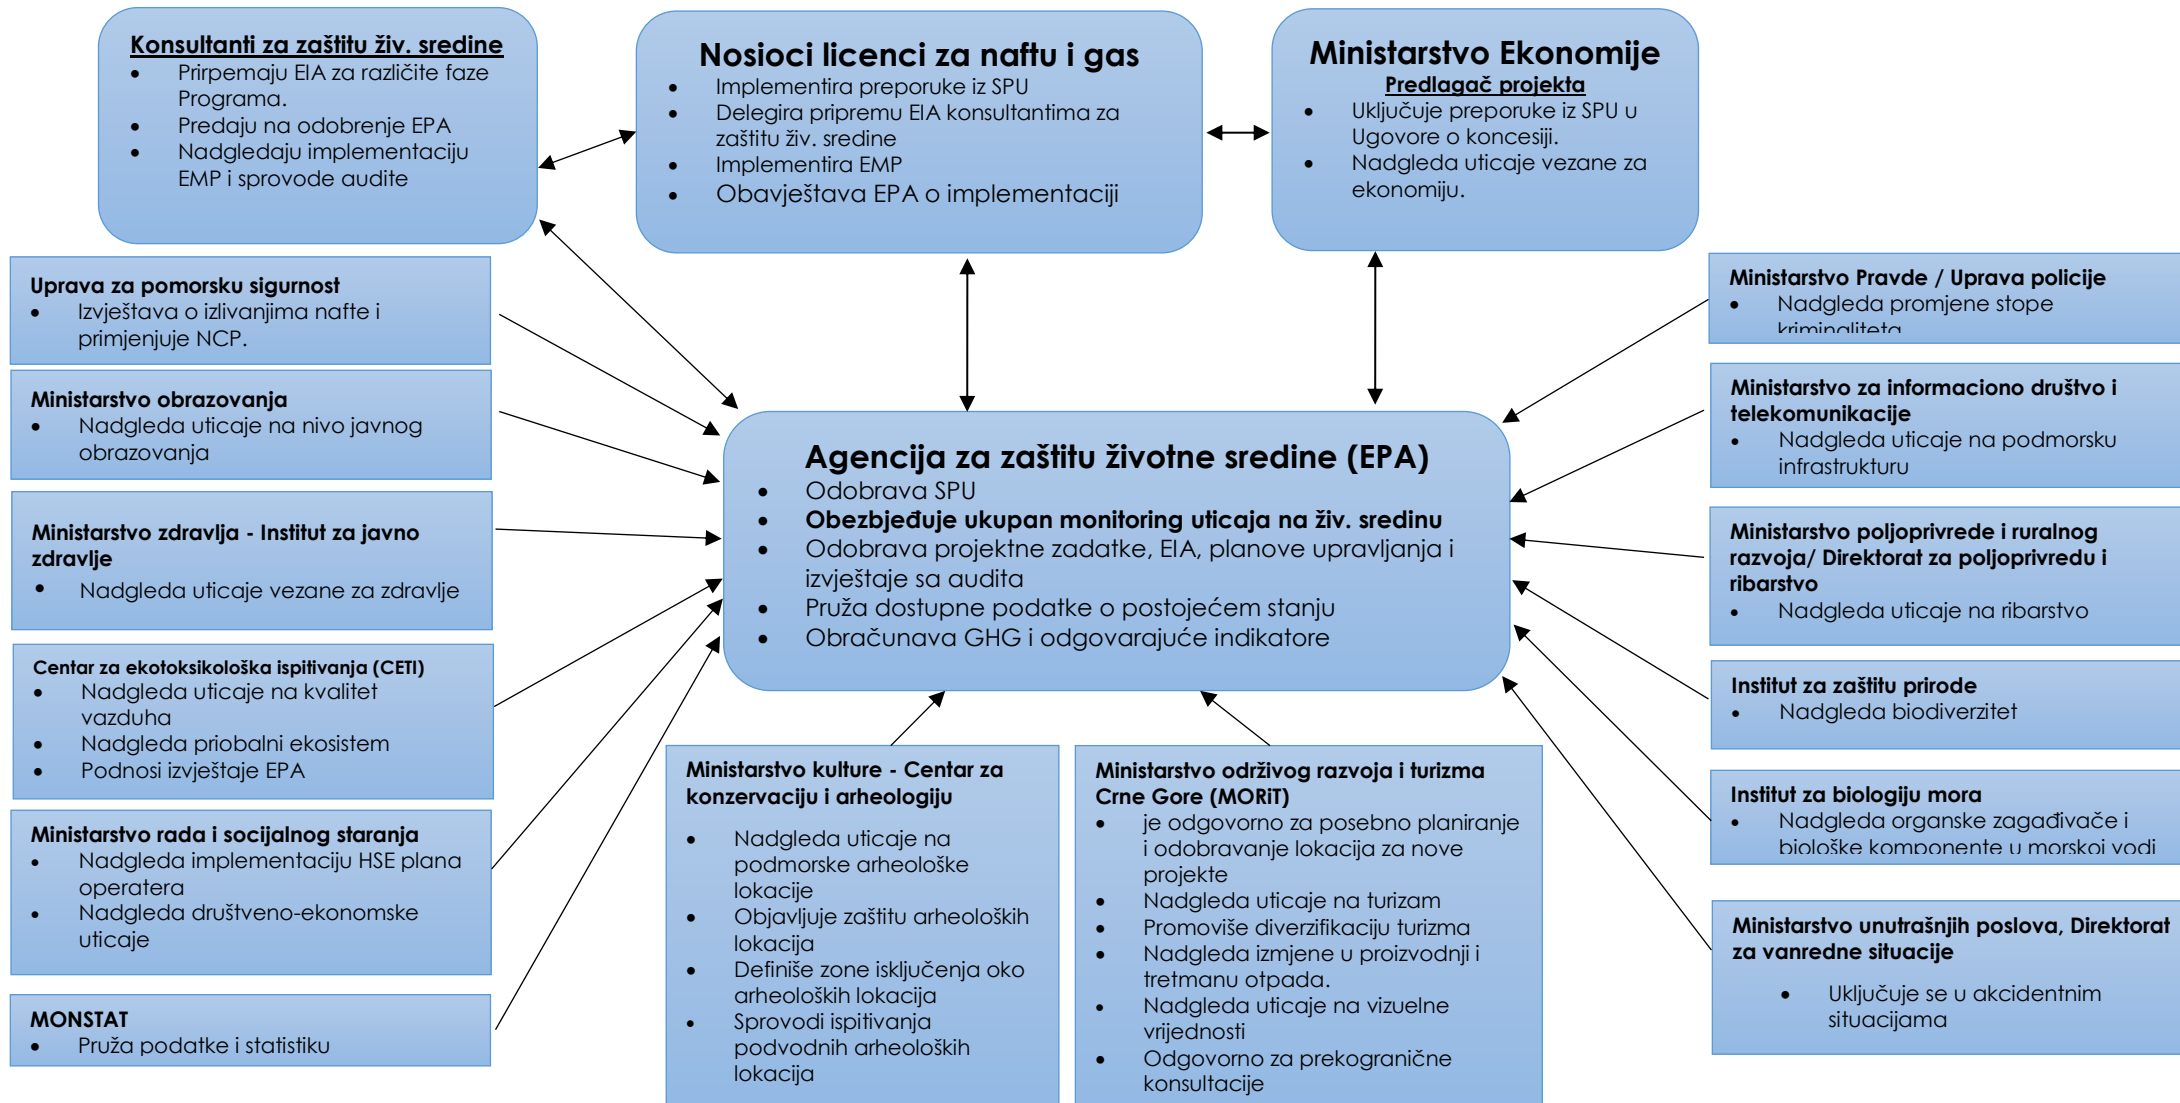 Konsultanti za zaštitu živ. sredine
• Prirpemaju EIA za različite faze
Programa.
• Predaju na odobrenje EPA
• Nadgledaju implementaciju
EMP i sprovode audite
Nosioci licenci za naftu i gas
• Implementira preporuke iz SPU
• Delegira pripremu EIA konsultantima za
zaštitu živ. sredine
• Implementira EMP
• Obavještava EPA o implementaciji
Ministarstvo Ekonomije
Predlagač projekta
• Uključuje preporuke iz SPU u
Ugovore o koncesiji.
• Nadgleda uticaje vezane za
ekonomiju.
Uprava za pomorsku sigurnost
• Izvještava o izlivanjima nafte i
primjenjuje NCP.
Ministarstvo obrazovanja
• Nadgleda uticaje na nivo javnog
obrazovanja
Ministarstvo zdravlja - Institut za javno
zdravlje
• Nadgleda uticaje vezane za zdravlje
Centar za ekotoksikološka ispitivanja (CETI)
• Nadgleda uticaje na kvalitet
vazduha
• Nadgleda priobalni ekosistem
• Podnosi izvještaje EPA
Ministarstvo rada i socijalnog staranja
• Nadgleda implementaciju HSE plana
operatera
• Nadgleda društveno-ekonomske
uticaje
MONSTAT
• Pruža podatke i statistiku
Agencija za zaštitu životne sredine (EPA)
• Odobrava SPU
• Obezbjeđuje ukupan monitoring uticaja na živ. sredinu
• Odobrava projektne zadatke, EIA, planove upravljanja i
izvještaje sa audita
• Pruža dostupne podatke o postojećem stanju
• Obračunava GHG i odgovarajuće indikatore
Ministarstvo kulture - Centar za
konzervaciju i arheologiju
• Nadgleda uticaje na
podmorske arheološke
lokacije
• Objavljuje zaštitu arheoloških
lokacija
• Definiše zone isključenja oko
arheoloških lokacija
• Sprovodi ispitivanja
podvodnih arheoloških
lokacija
Ministarstvo održivog razvoja i turizma
Crne Gore (MORiT)
• je odgovorno za posebno planiranje
i odobravanje lokacija za nove
projekte
• Nadgleda uticaje na turizam
• Promoviše diverzifikaciju turizma
• Nadgleda izmjene u proizvodnji i
tretmanu otpada.
• Nadgleda uticaje na vizuelne
vrijednosti
• Odgovorno za prekogranične
konsultacije
Ministarstvo Pravde / Uprava policije
• Nadgleda promjene stope
kriminaliteta
Ministarstvo za informaciono društvo i
telekomunikacije
• Nadgleda uticaje na podmorsku
infrastrukturu
Ministarstvo poljoprivrede i ruralnog
razvoja/ Direktorat za poljoprivredu i
ribarstvo
• Nadgleda uticaje na ribarstvo
Institut za zaštitu prirode
• Nadgleda biodiverzitet
Institut za biologiju mora
• Nadgleda organske zagađivače i
biološke komponente u morskoj vodi
Ministarstvo unutrašnjih poslova, Direktorat
za vanredne situacije
• Uključuje se u akcidentnim
situacijama